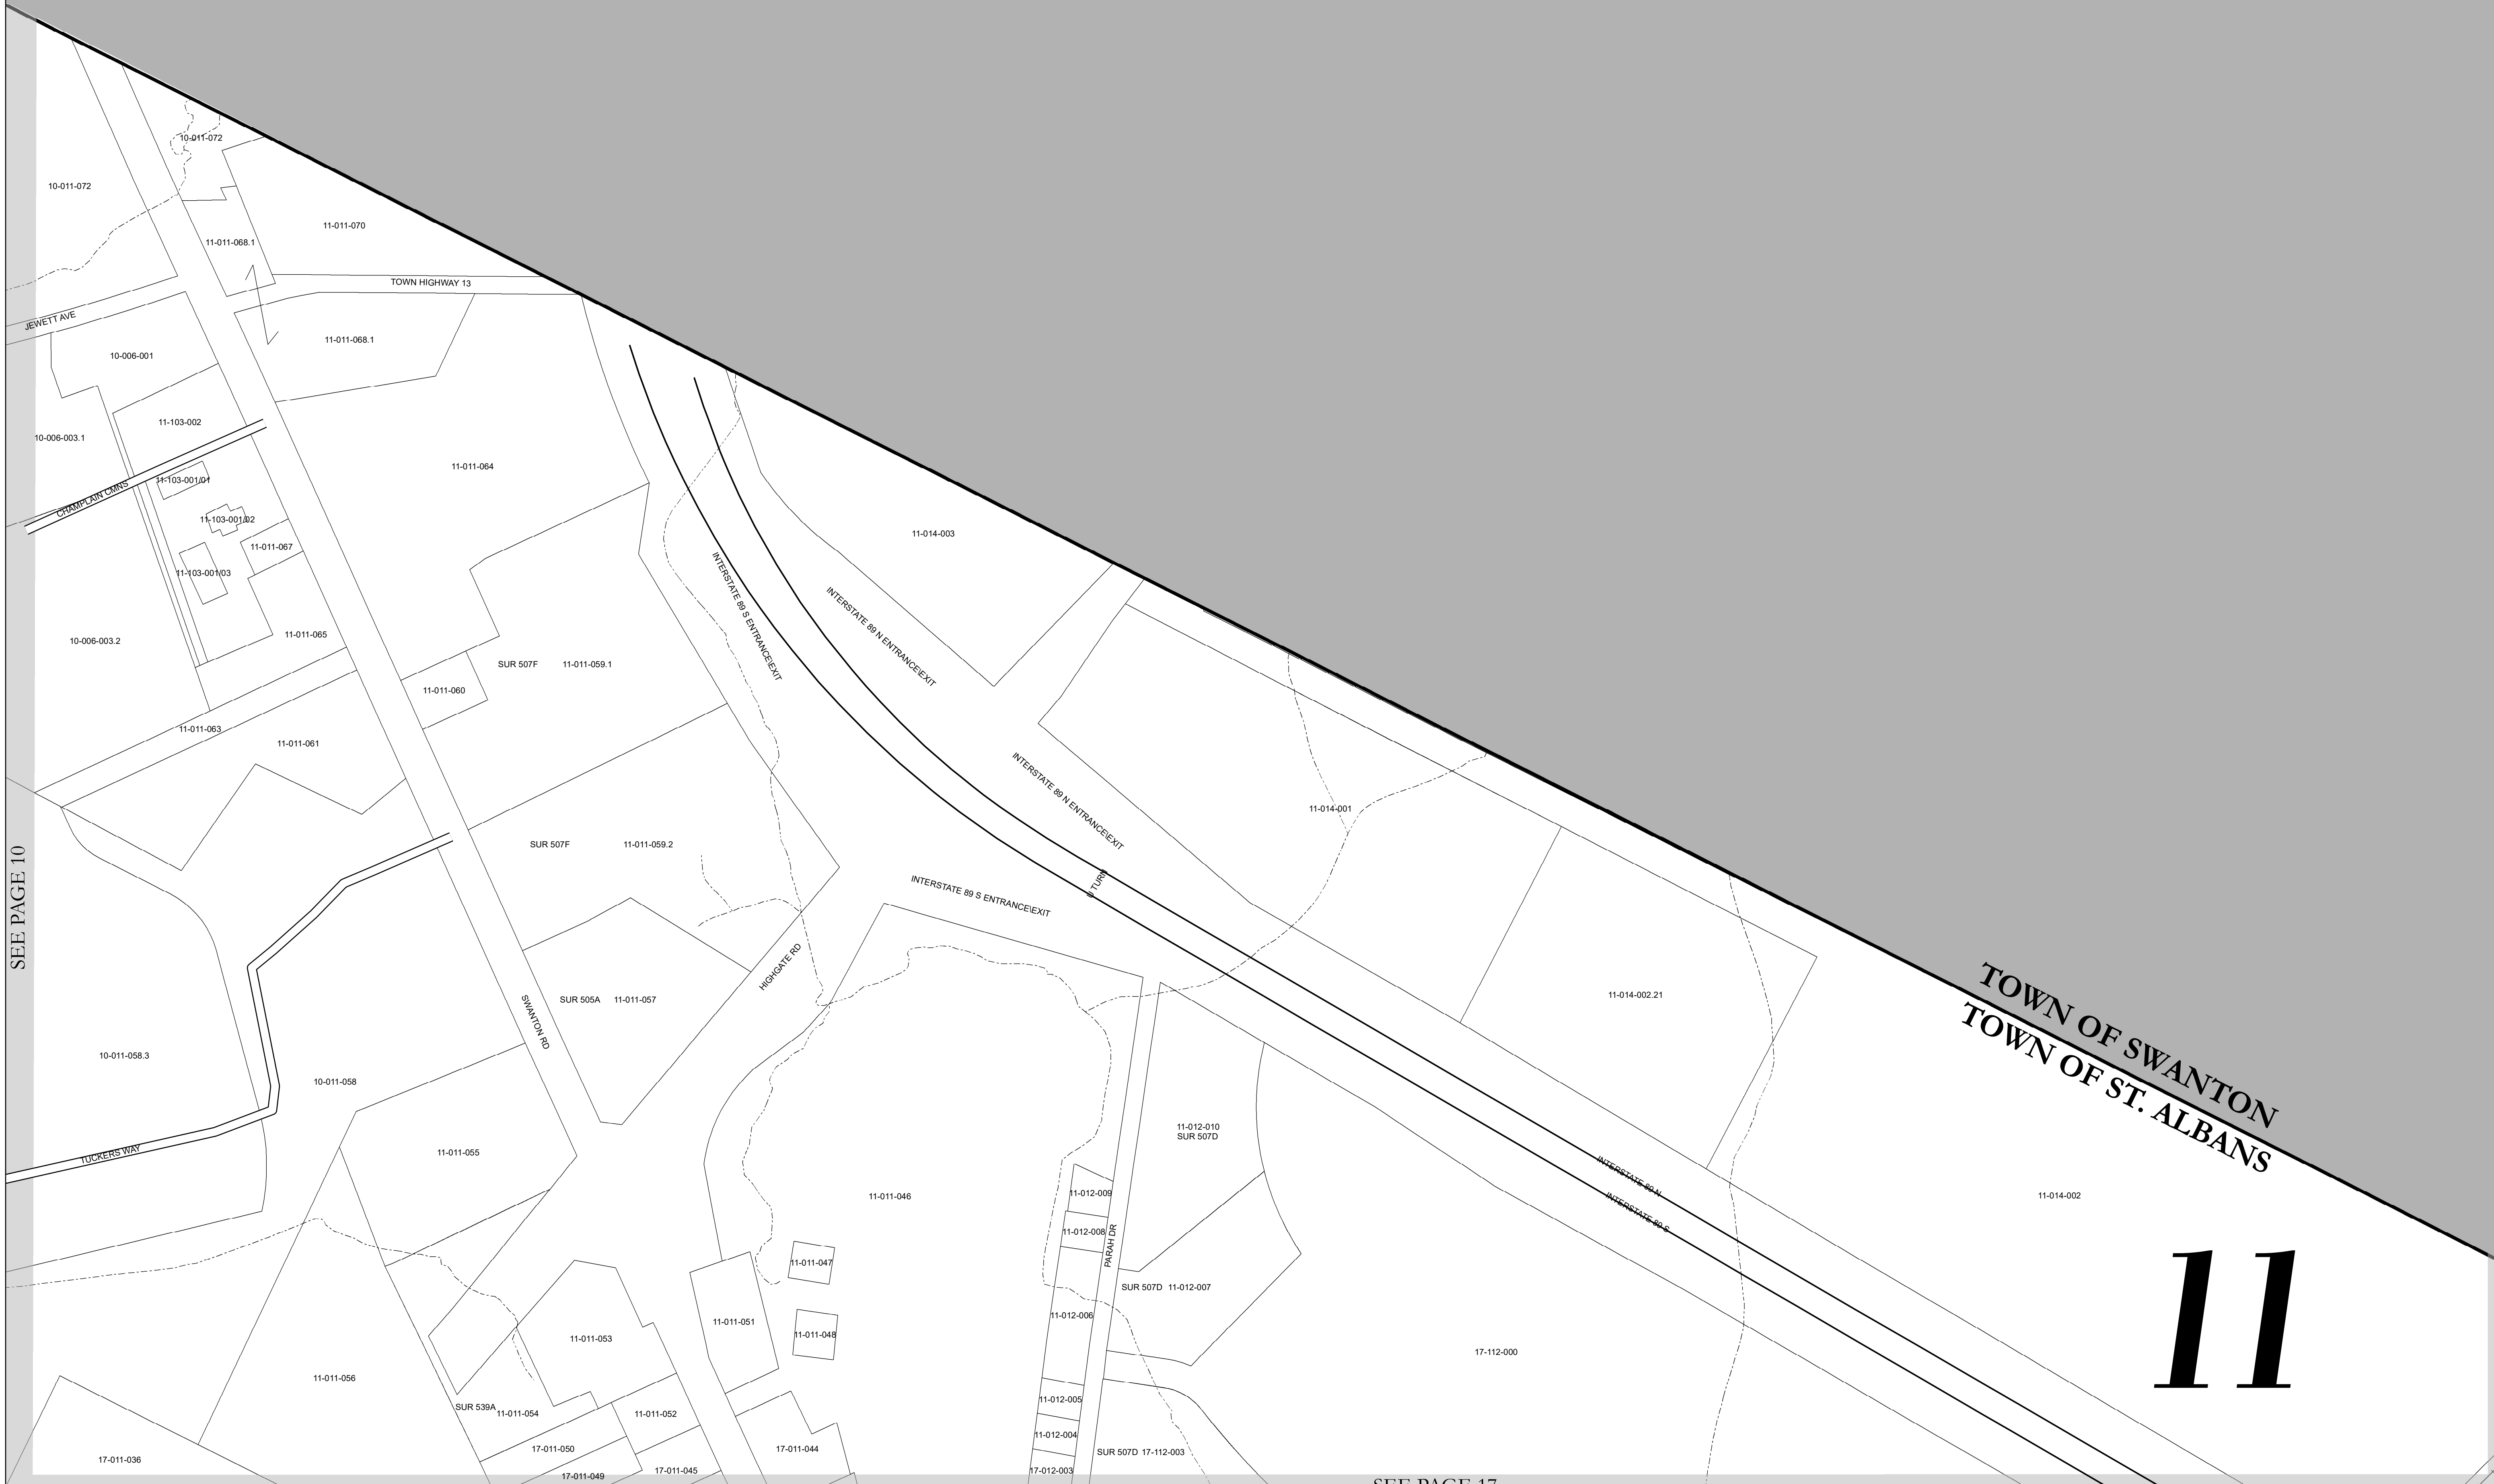 10-011-072
10-011-072
11-011-070
11-011-068.1
TOWN HIGHWAY 13
JEWETT AVE
11-011-068.1
10-006-001
11-103-002
10-006-003.1
11-011-064
CHAMPLAIN CMNS
11-103-001/01
11-103-001/02
11-014-003
11-011-067
11-103-001/03
INTERSTATE 89 S ENTRANCE\EXIT
INTERSTATE 89 N ENTRANCE\EXIT
10-006-003.2
11-011-065
SUR 507F 11-011-059.1
11-011-060
11-011-063
11-011-061
INTERSTATE 89 N ENTRANCE\EXIT
11-014-001
SUR 507F 11-011-059.2
U TURN
INTERSTATE 89 S ENTRANCE\EXIT
SEE PAGE 10
HIGHGATE RD
SUR 505A 11-011-057
SWANTON RD
11-014-002.21
TOWN OF SWANTON
TOWN OF ST. ALBANS
10-011-058.3
10-011-058
TUCKERS WAY
11-011-055
11-012-010
SUR 507D
11-011-046
11-012-009
INTERSTATE 89 N
INTERSTATE 89 S
11-014-002
11-012-008
PARAH DR
11-011-047
SUR 507D 11-012-007
11-011-051
11-012-006
11-011-048
11-011-053
17-112-000
11
11-011-056
SUR 539A
11-011-054
11-011-052
11-012-005
11-012-004
17-011-050
17-011-044
SUR 507D 17-112-003
17-011-036
17-011-049
17-011-045
17-012-003
SEE PAGE 17